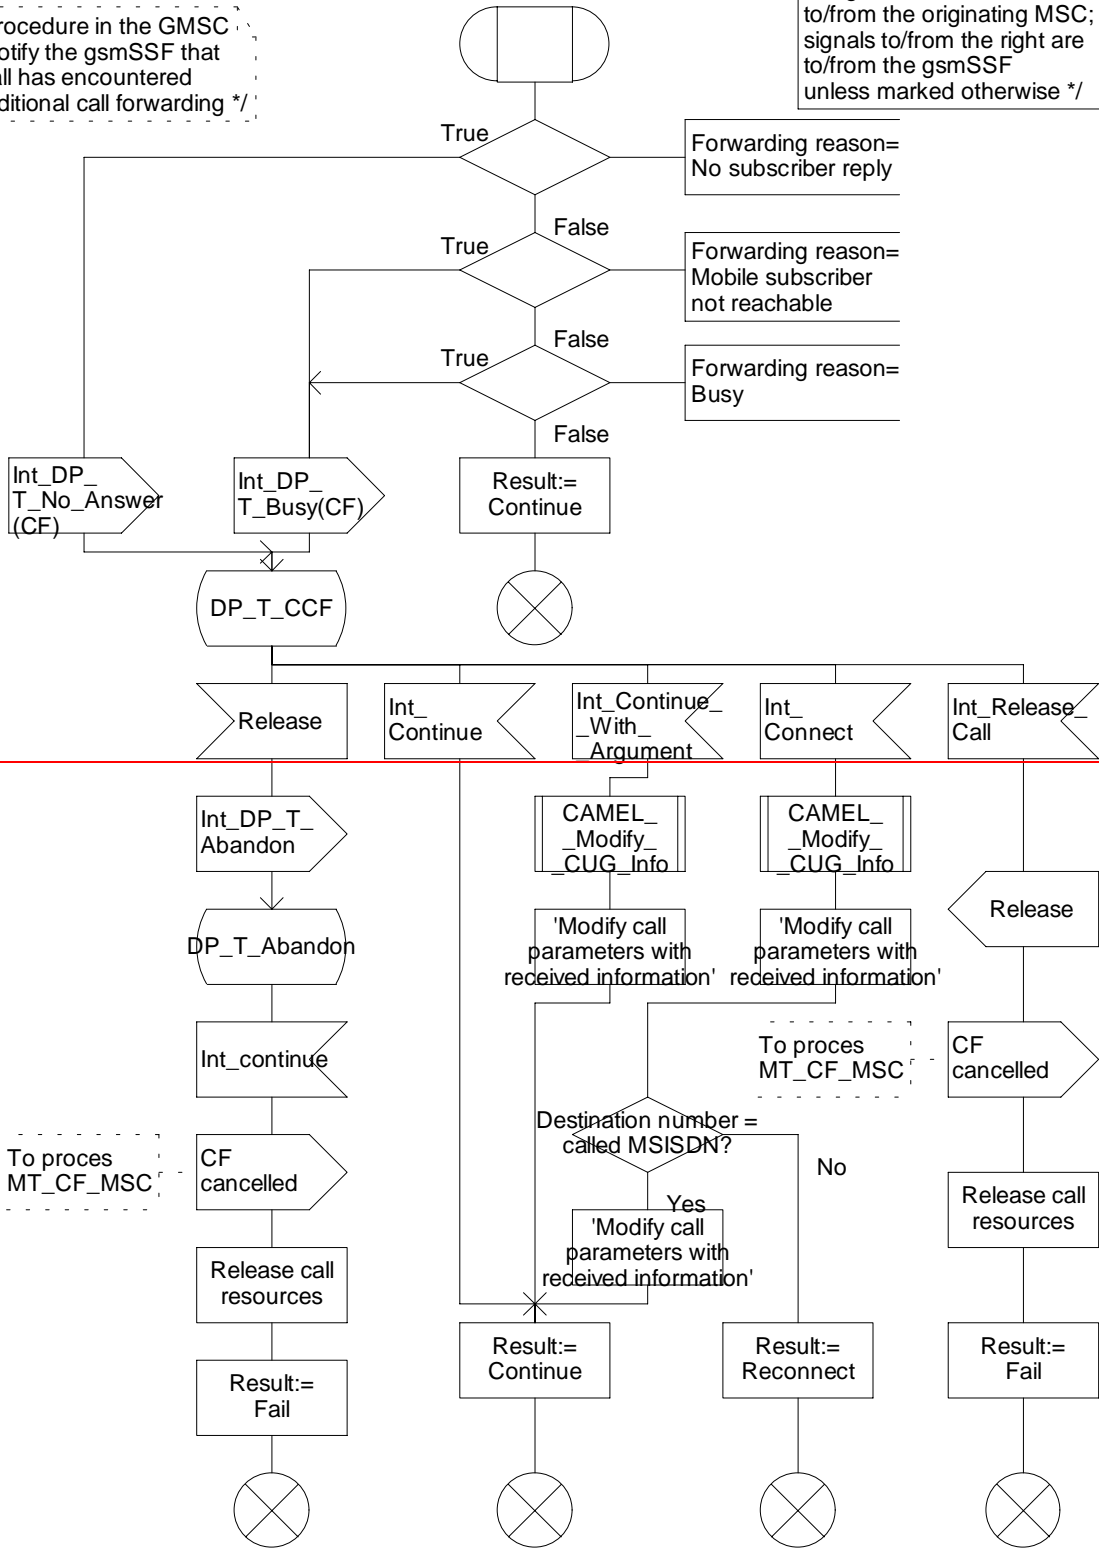 rocedure in the GMSC
otify the gsmSSF that
all has encountered
ditional call forwarding */
to/from the originating MSC;
signals to/from the right are
to/from the gsmSSF
unless marked otherwise */
True
Forwarding reason=
No subscriber reply
False
True
Forwarding reason=
Mobile subscriber
not reachable
False
True
Forwarding reason=
Busy
False
Int_DP_
T_No_Answer
(CF)
Int_DP_
T_Busy(CF)
Result:=
Continue
DP_T_CCF
Release
Int_
Continue
Int_Continue_
_With_
_Argument
Int_
Connect
Int_Release_
Call
Int_DP_T_
Abandon
CAMEL_
_Modify_
_CUG_Info
CAMEL_
_Modify_
_CUG_Info
Release
DP_T_Abandon
'Modify call
parameters with
received information'
'Modify call
parameters with
received information'
Int_continue
To proces
MT_CF_MSC
CF
cancelled
Destination number =
called MSISDN?
No
Yes
To proces
MT_CF_MSC
CF
cancelled
'Modify call
parameters with
received information'
Release call
resources
Release call
resources
Result:=
Fail
Result:=
Continue
Result:=
Reconnect
Result:=
Fail